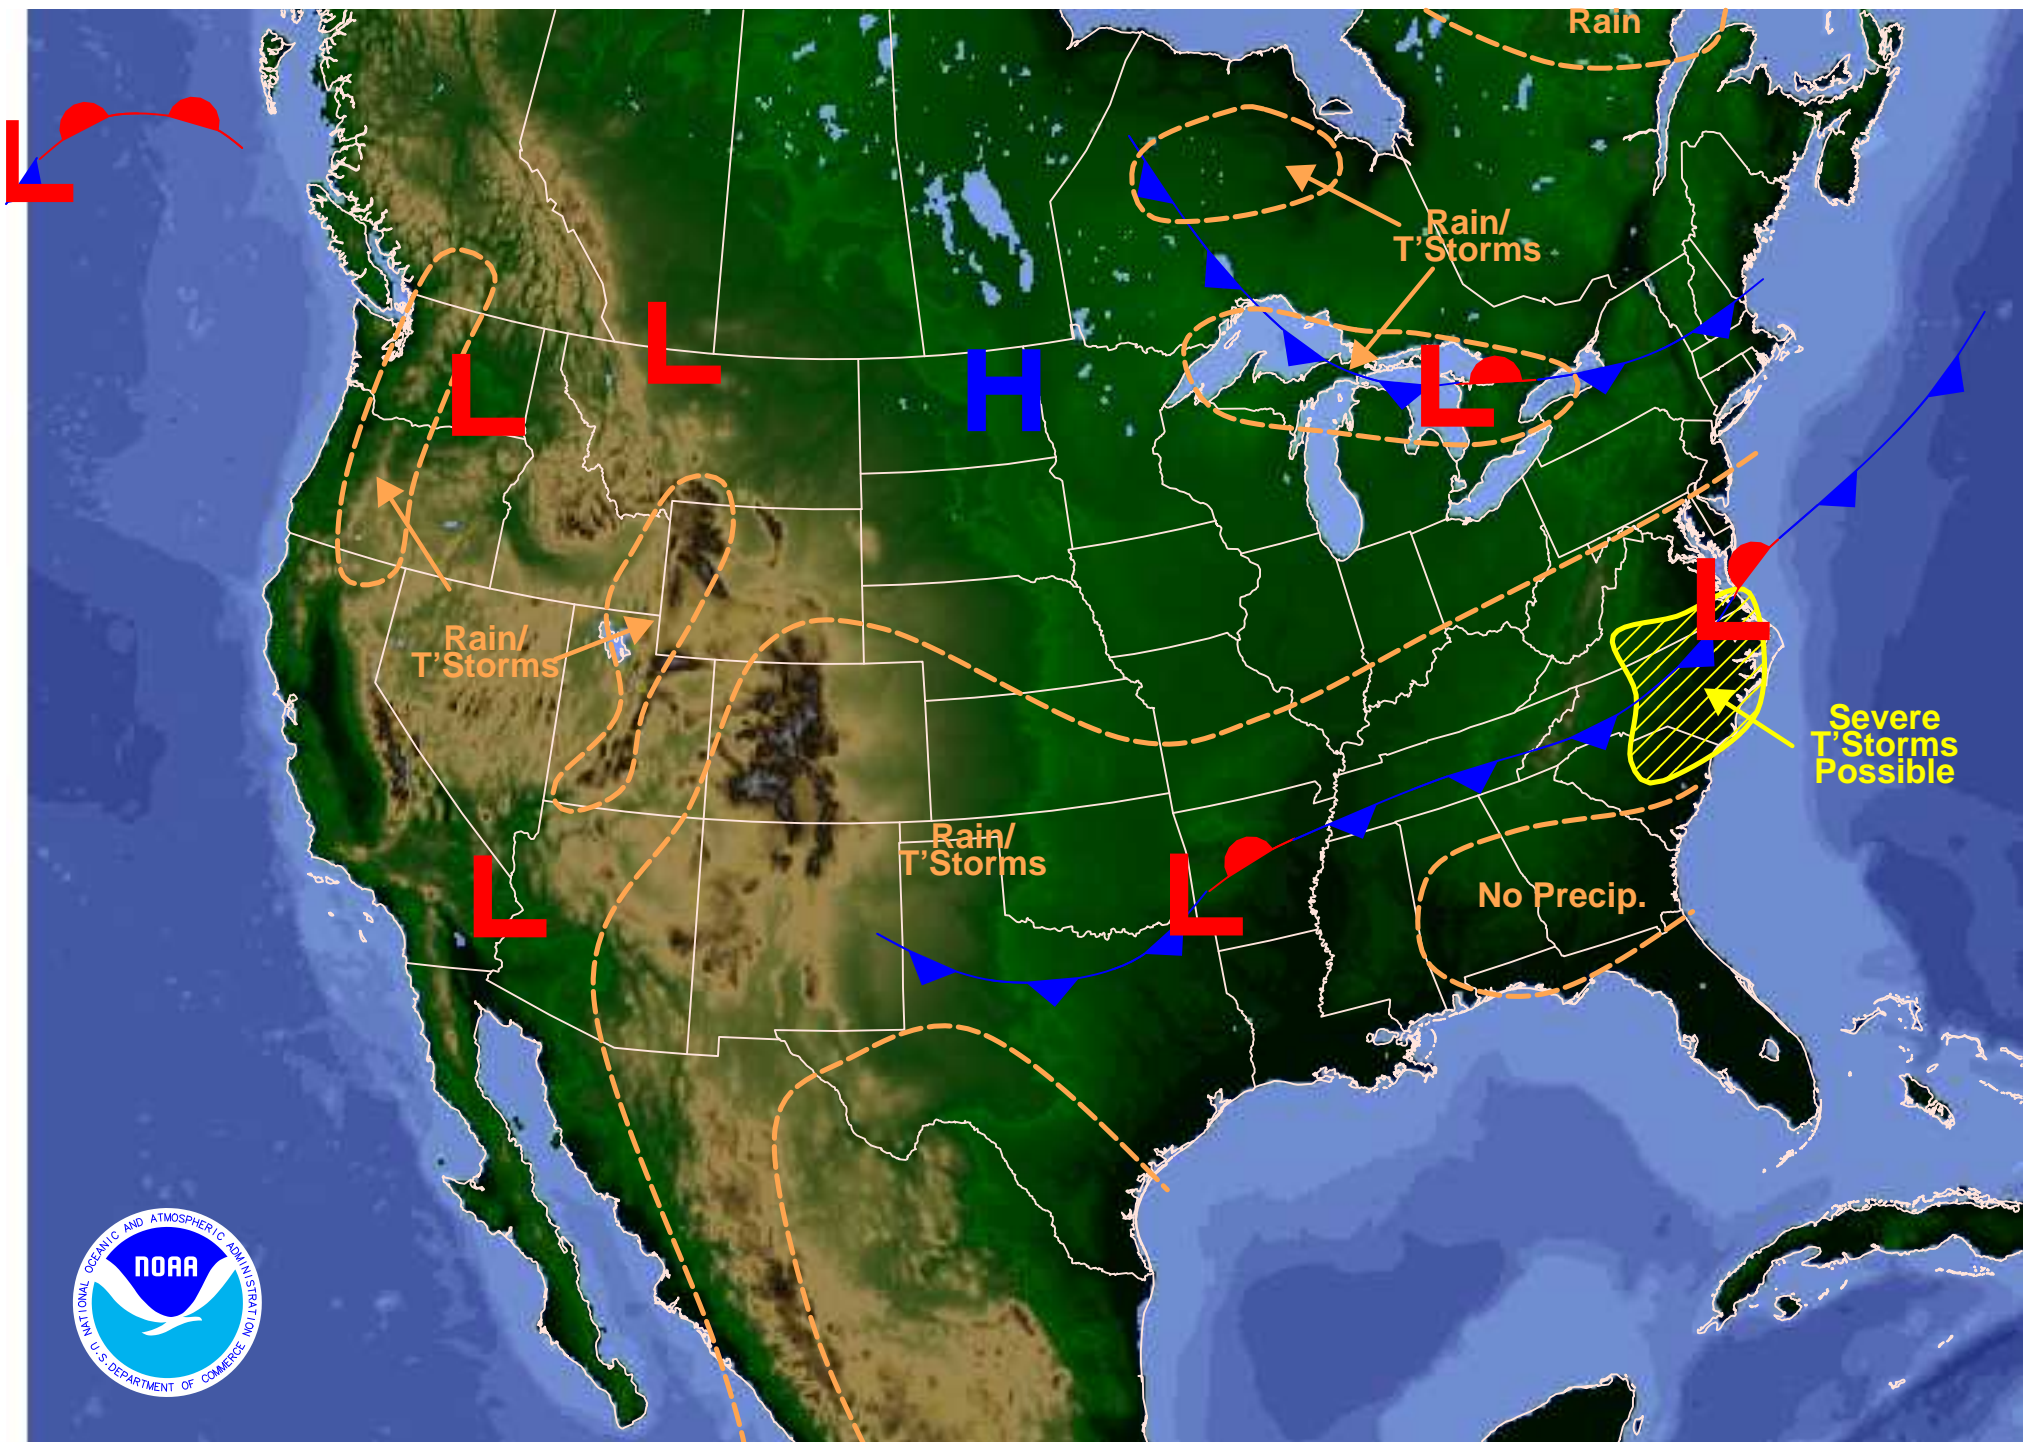 Rain
L
Rain/
T'Storms
L
L
H
L
Rain/
T'Storms
L
Severe
T'Storms
Possible
Rain/
T'Storms
L
L
No Precip.
NATIONAL OCEANIC AND ATMOSPHERIC ADMINISTRATION
NOAA
U.S. DEPARTMENT OF COMMERCE